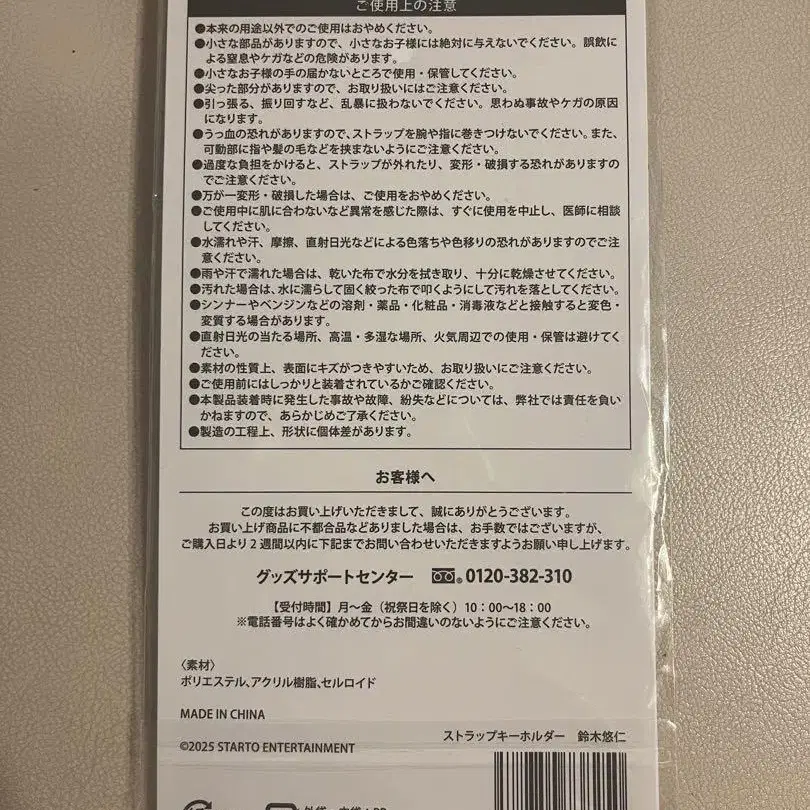 ご使用上の注意
●本来の用途以外でのご使用はおやめください。
●小さな部品がありますので、小さなお子様には絶対に与えないでください。誤飲に
よる窒息やケガなどの危険があります。
●小さなお子様の手の届かないところで使用・保管してください。
●尖った部分がありますので、お取り扱いにはご注意ください。
●引っ張る、振り回すなど、乱暴に扱わないでください。思わぬ事故やケガの原因
になります。
●うっ血の恐れがありますので、ストラップを腕や指に巻きつけないでください。また、
可動部に指や髪の毛などを挟まないようにご注意ください。
●過度な負担をかけると、ストラップが外れたり、変形・破損する恐れがありますの
でご注意ください。
●万が一変形・破損した場合は、ご使用をおやめください。
●ご使用中に肌に合わないなど異常を感じた際は、すぐに使用を中止し、医師に相談
してください。
●水濡れや汗、摩擦、直射日光などによる色落ちや色移りの恐れがありますのでご注
意ください。
●雨や汗で濡れた場合は、乾いた布で水分を拭き取り、十分に乾燥させてください。
●汚れた場合は、水に濡らして固く絞った布で叩くようにして汚れを落としてください。
●シンナーやベンジンなどの溶剤・薬品・化粧品・消毒液などと接触すると変色・
変質する場合があります。
●直射日光の当たる場所、高温・多湿な場所、火気周辺での使用・保管は避けてく
ださい。
●素材の性質上、表面にキズがつきやすいため、お取り扱いにご注意ください。
●ご使用前にはしっかりと装着されているかご確認ください。
●本製品装着時に発生した事故や故障、紛失などについては、弊社では責任を負い
かねますので、あらかじめご了承ください。
●製造の工程上、形状に個体差があります。
お客様へ
この度はお買い上げいただきまして、誠にありがとうございます。
お買い上げ商品に不都合品などありました場合は、お手数ではございますが、
ご購入日より2週間以内に下記までお問い合わせいただきますようお願い申し上げます。
グッズサポートセンター 0120-382-310
【受付時間】月〜金（祝祭日を除く）10：00〜18：00
※電話番号はよく確かめてからお間違いのないようにご注意ください。
〈素材〉
ポリエステル、アクリル樹脂、セルロイド
MADE IN CHINA
ストラップキーホルダー 鈴木悠仁
©2025 STARTO ENTERTAINMENT